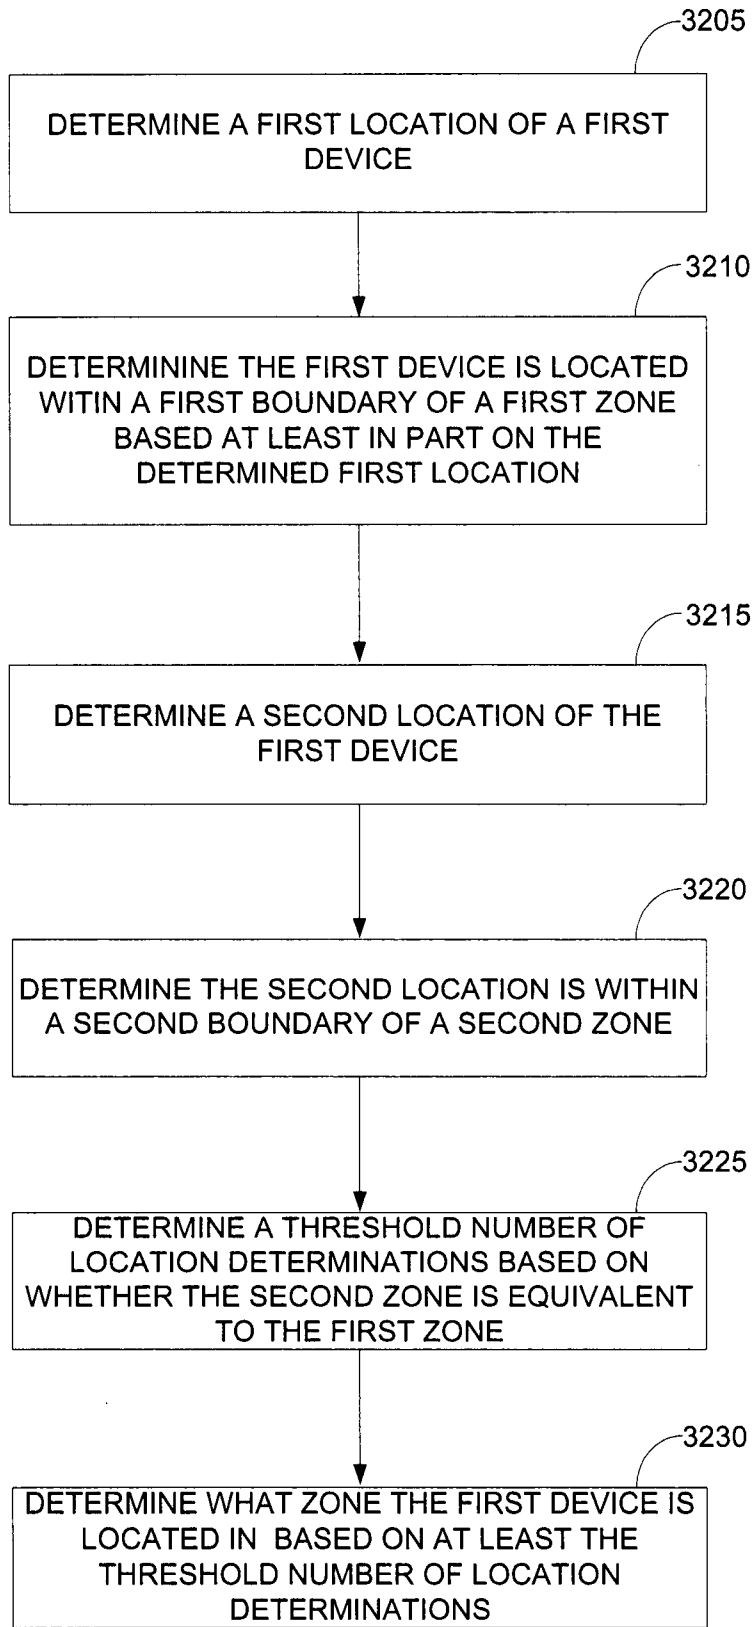 3205
DETERMINE A FIRST LOCATION OF A FIRST
DEVICE
3210
DETERMININE THE FIRST DEVICE IS LOCATED
WITIN A FIRST BOUNDARY OF A FIRST ZONE
BASED AT LEAST IN PART ON THE
DETERMINED FIRST LOCATION
3215
DETERMINE A SECOND LOCATION OF THE
FIRST DEVICE
3220
DETERMINE THE SECOND LOCATION IS WITHIN
A SECOND BOUNDARY OF A SECOND ZONE
3225
DETERMINE A THRESHOLD NUMBER OF
LOCATION DETERMINATIONS BASED ON
WHETHER THE SECOND ZONE IS EQUIVALENT
TO THE FIRST ZONE
3230
DETERMINE WHAT ZONE THE FIRST DEVICE IS
LOCATED IN BASED ON AT LEAST THE
THRESHOLD NUMBER OF LOCATION
DETERMINATIONS